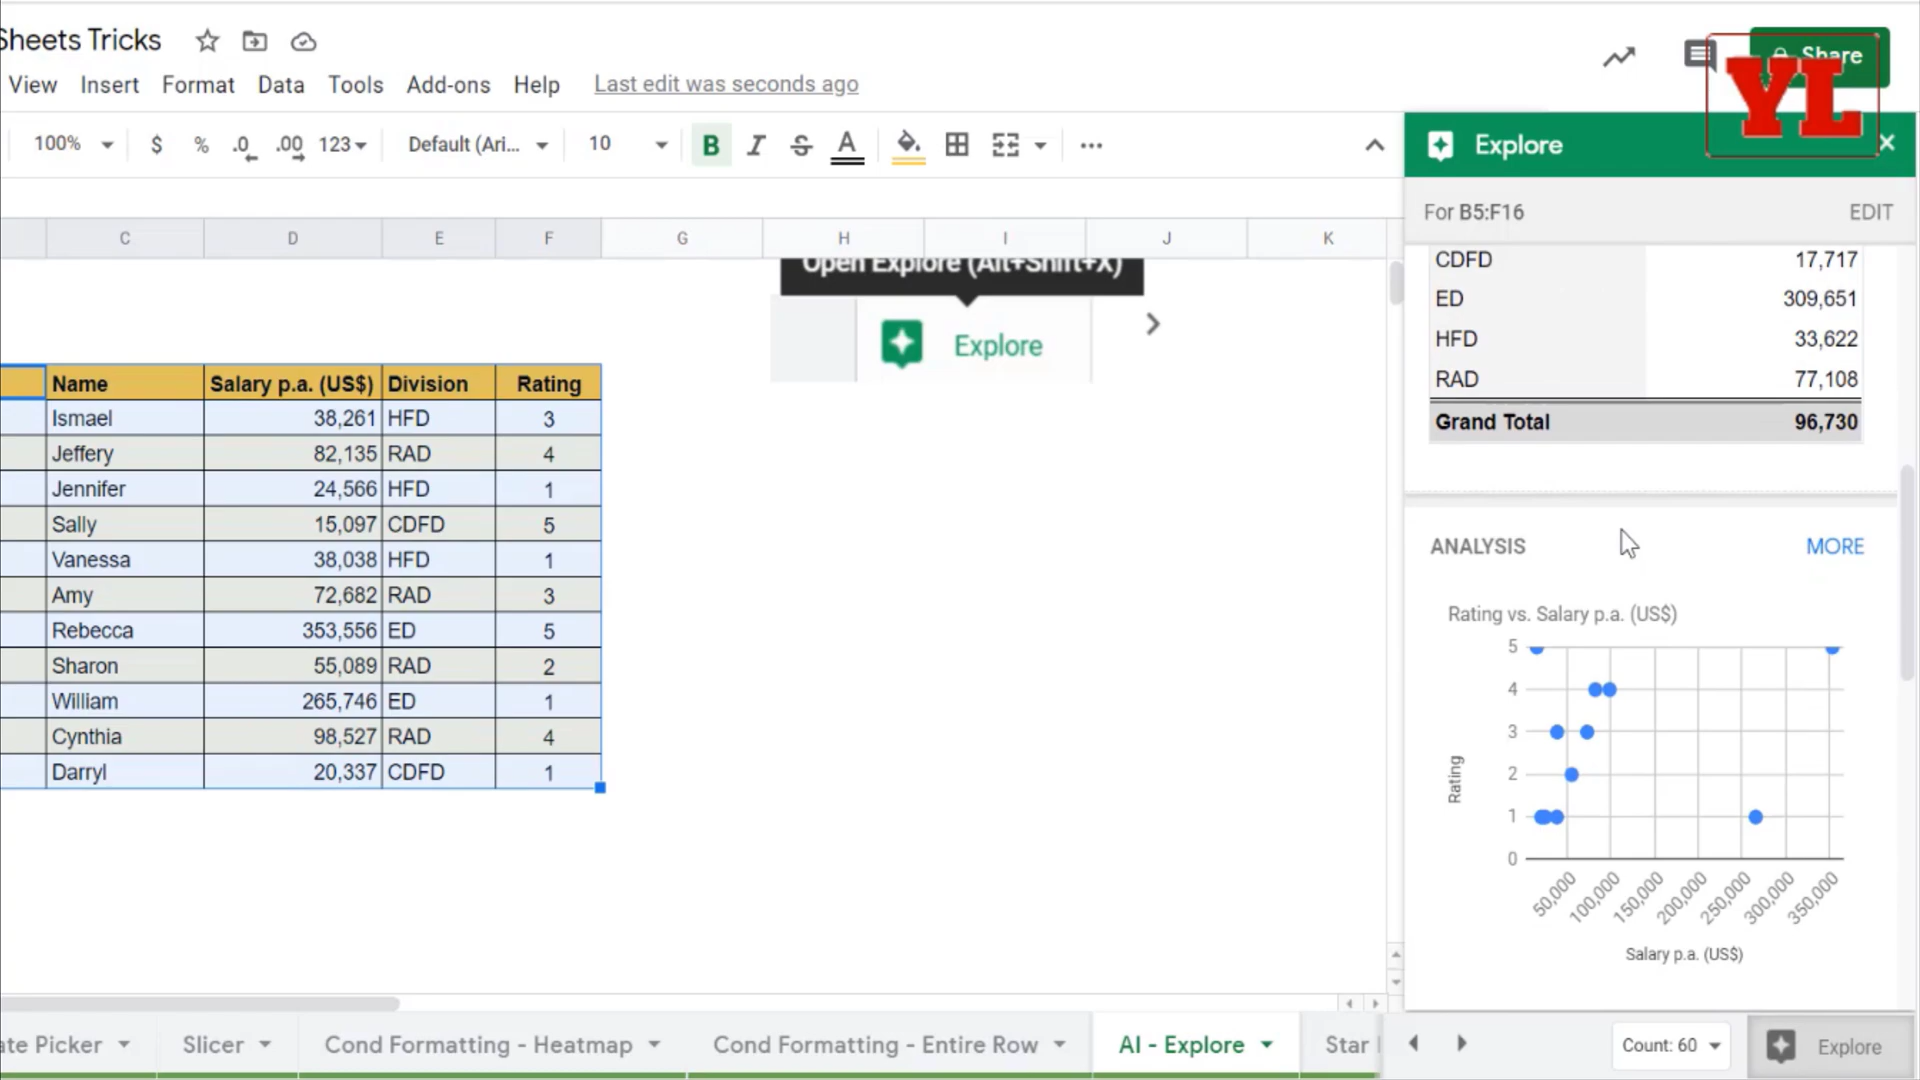 Sheets Tricks
Share
YL
View Insert Format Data Tools Add-ons Help Last edit was seconds ago
100% $ % .0 .00 123 Default (Ari... 10 B I S A ...
Explore
For B5:F16 EDIT
C D E F G H I J K
Open Explore (Alt+Shift+X)
Explore
CDFD 17,717
ED 309,651
HFD 33,622
RAD 77,108
Grand Total 96,730
Name Salary p.a. (US$) Division Rating
Ismael 38,261 HFD 3
Jeffery 82,135 RAD 4
Jennifer 24,566 HFD 1
Sally 15,097 CDFD 5
Vanessa 38,038 HFD 1
Amy 72,682 RAD 3
Rebecca 353,556 ED 5
Sharon 55,089 RAD 2
William 265,746 ED 1
Cynthia 98,527 RAD 4
Darryl 20,337 CDFD 1
ANALYSIS MORE
Rating vs. Salary p.a. (US$)
5
4
3
2
1
0
Rating
50,000 100,000 150,000 200,000 250,000 300,000 350,000
Salary p.a. (US$)
ate Picker Slicer Cond Formatting - Heatmap Cond Formatting - Entire Row AI - Explore Star Count: 60 Explore